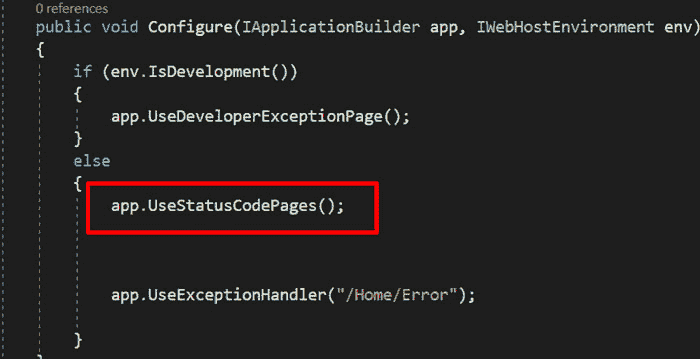 0 references
public void Configure(IApplicationBuilder app, IWebHostEnvironment env)
{
if (env.IsDevelopment())
{
app.UseDeveloperExceptionPage();
}
else
{
app.UseStatusCodePages();
app.UseExceptionHandler("/Home/Error");
}